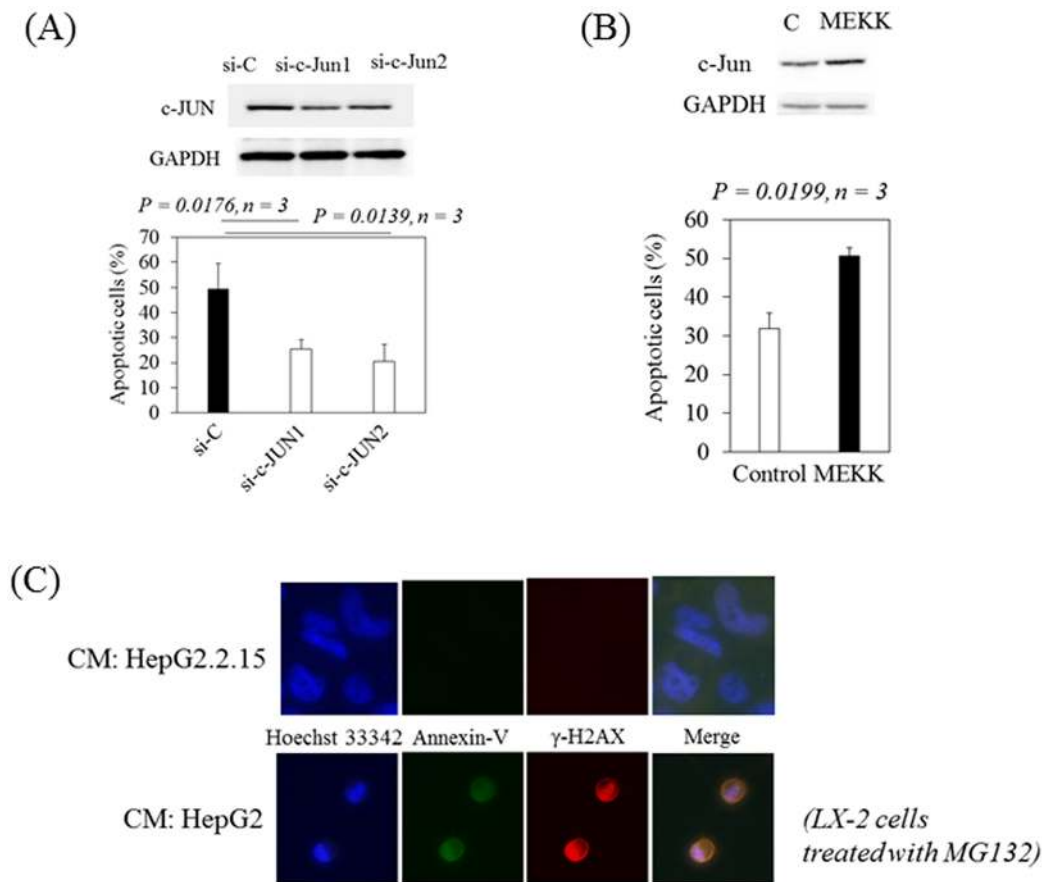 (A)
si-C si-c-Jun1 si-c-Jun2
c-JUN
GAPDH
P = 0.0176, n = 3
P = 0.0139, n = 3
Apoptotic cells (%)
70
60
50
40
30
20
10
0
si-C
si-c-JUN1
si-c-JUN2
(B)
C MEKK
c-Jun
GAPDH
P = 0.0199, n = 3
Apoptotic cells (%)
60
50
40
30
20
10
0
Control MEKK
(C)
CM: HepG2.2.15
Hoechst 33342 Annexin-V γ-H2AX Merge
CM: HepG2
(LX-2 cells
treated with MG132)